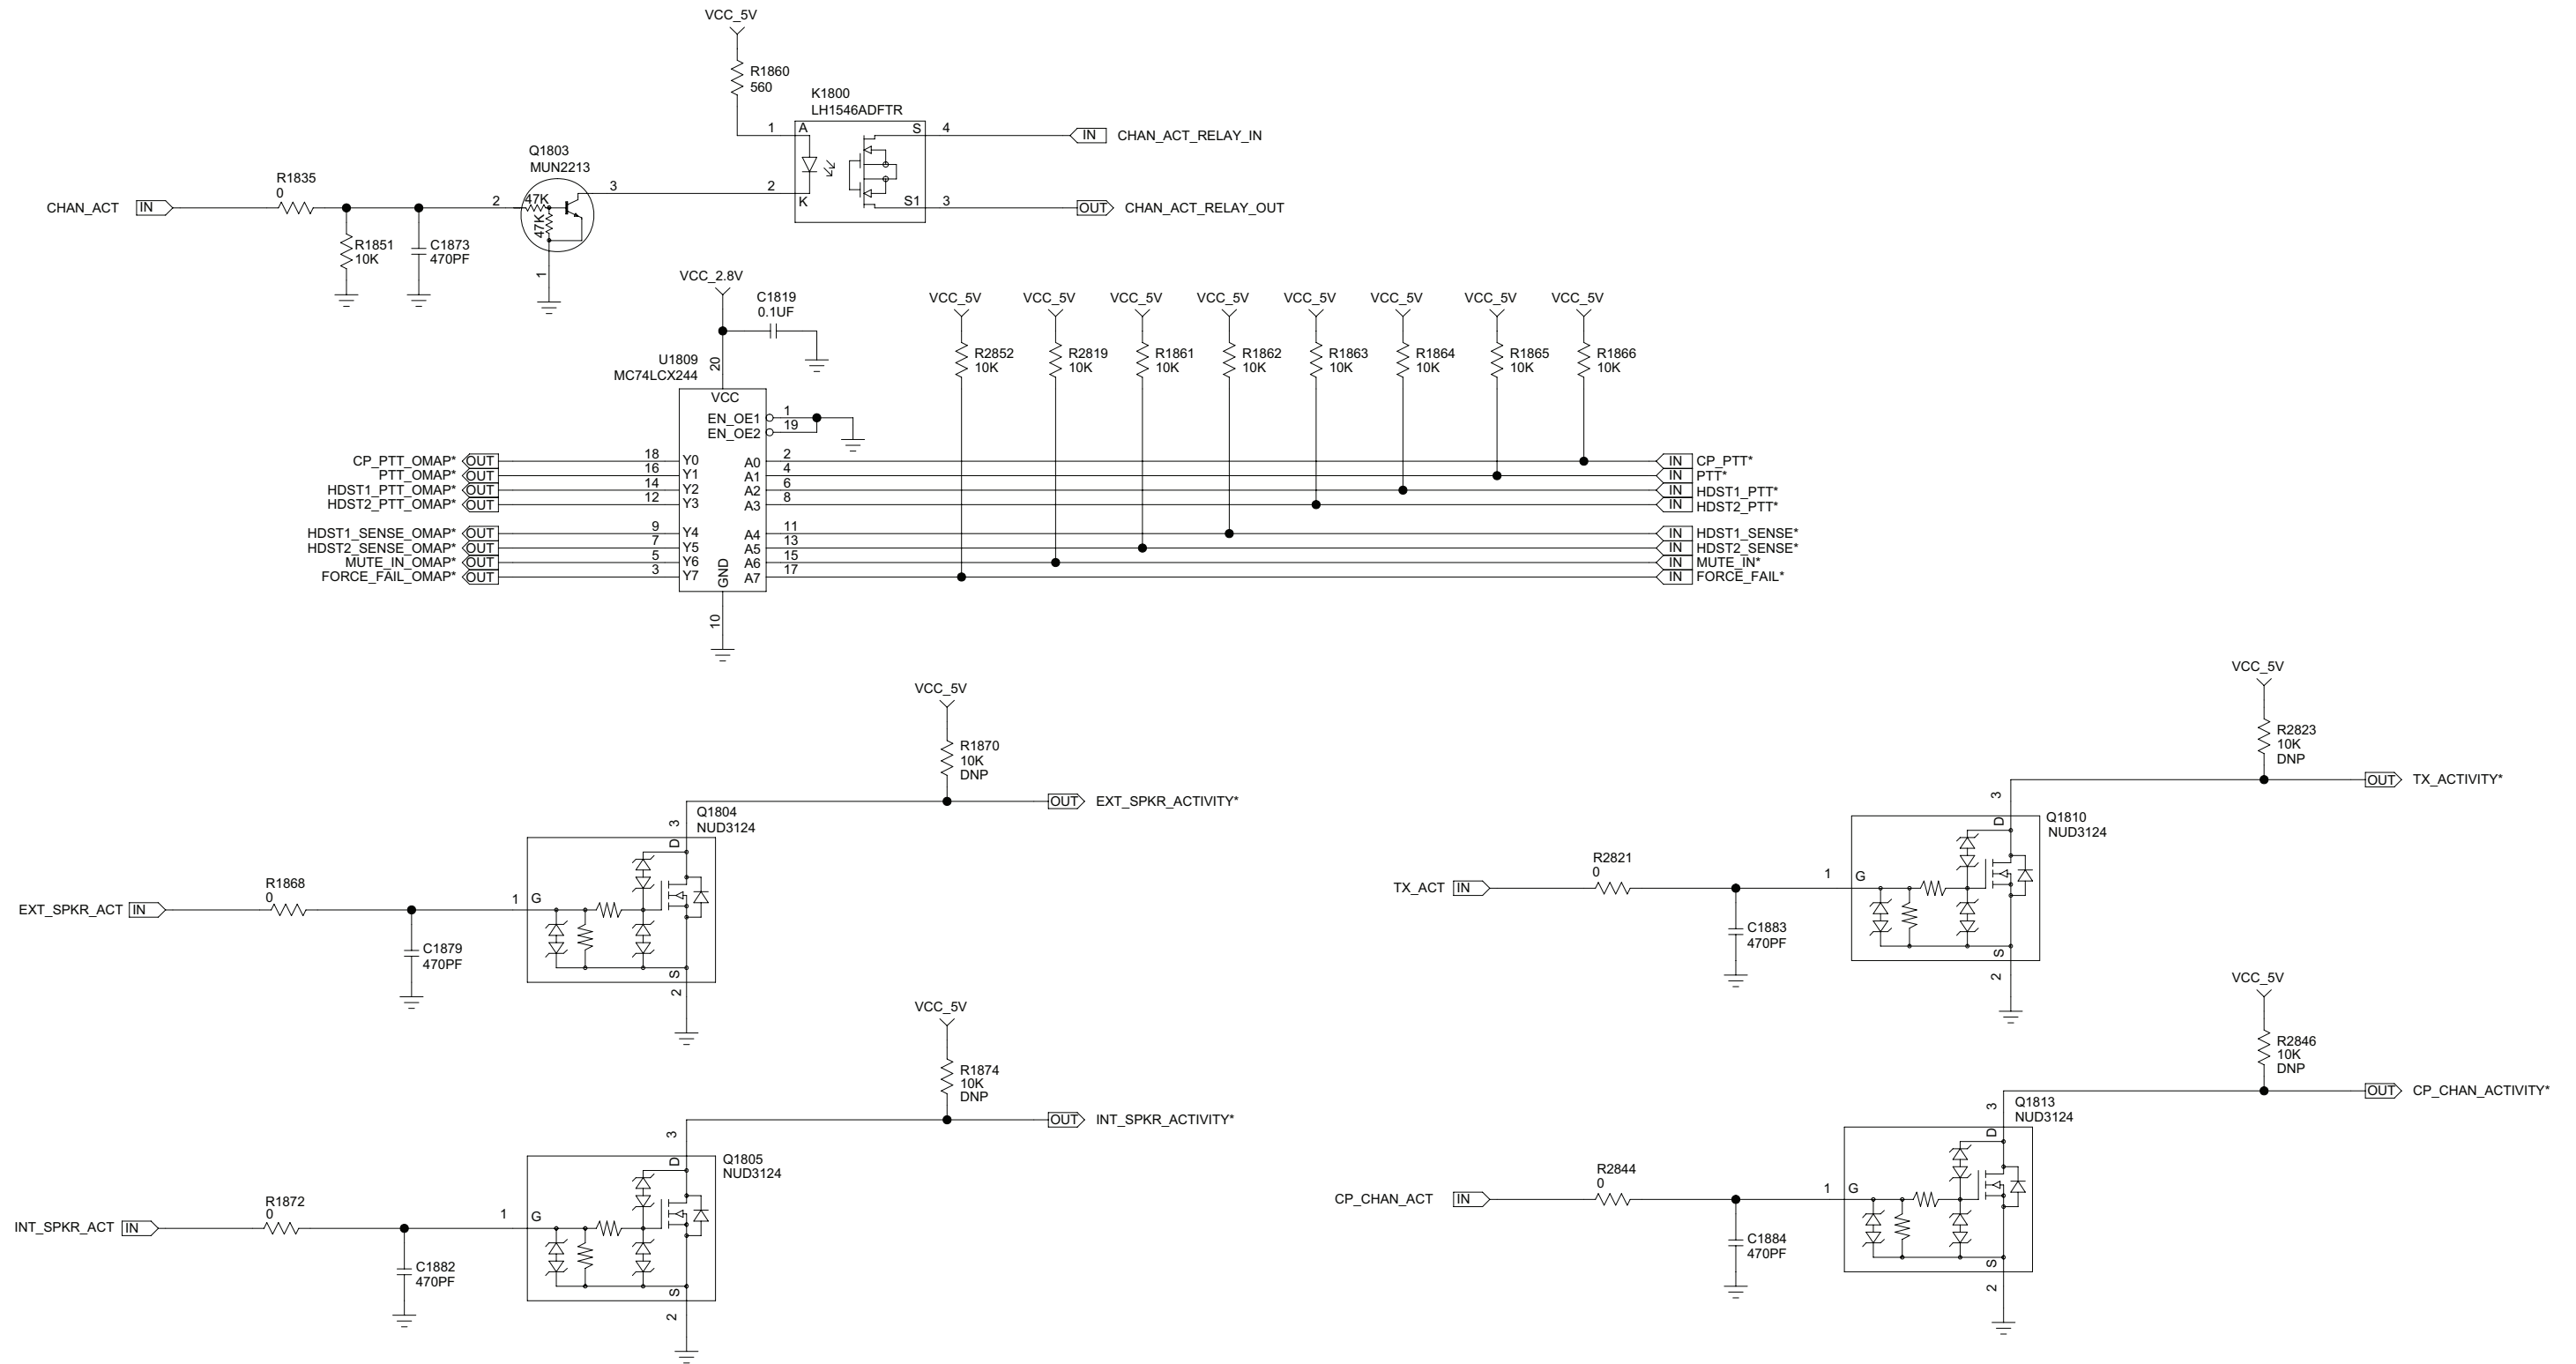 VCC_5V
R1860
560
K1800
LH1546ADFTR
1
A
S
4
IN
CHAN_ACT_RELAY_IN
Q1803
MUN2213
R1835
0
3
2
K
S1
3
OUT
CHAN_ACT_RELAY_OUT
CHAN_ACT
IN
2
47K
47K
R1851
10K
C1873
470PF
1
VCC_2.8V
C1819
0.1UF
VCC_5V
VCC_5V
VCC_5V
VCC_5V
VCC_5V
VCC_5V
VCC_5V
VCC_5V
R2852
10K
R2819
10K
R1861
10K
R1862
10K
R1863
10K
R1864
10K
R1865
10K
R1866
10K
U1809
MC74LCX244
20
VCC
EN_OE1
1
EN_OE2
19
CP_PTT_OMAP*
OUT
18
Y0
A0
2
IN
CP_PTT*
PTT_OMAP*
OUT
16
Y1
A1
4
IN
PTT*
HDST1_PTT_OMAP*
OUT
14
Y2
A2
6
IN
HDST1_PTT*
HDST2_PTT_OMAP*
OUT
12
Y3
A3
8
IN
HDST2_PTT*
HDST1_SENSE_OMAP*
OUT
9
Y4
A4
11
IN
HDST1_SENSE*
HDST2_SENSE_OMAP*
OUT
7
Y5
A5
13
IN
HDST2_SENSE*
MUTE_IN_OMAP*
OUT
5
Y6
A6
15
IN
MUTE_IN*
FORCE_FAIL_OMAP*
OUT
3
Y7
A7
17
IN
FORCE_FAIL*
GND
10
VCC_5V
R1870
10K
DNP
OUT
EXT_SPKR_ACTIVITY*
3
Q1804
NUD3124
D
R1868
0
EXT_SPKR_ACT
IN
1
G
C1879
470PF
S
2
VCC_5V
R2823
10K
DNP
OUT
TX_ACTIVITY*
3
Q1810
NUD3124
D
R2821
0
TX_ACT
IN
1
G
C1883
470PF
S
2
VCC_5V
R1874
10K
DNP
OUT
INT_SPKR_ACTIVITY*
3
Q1805
NUD3124
D
R1872
0
INT_SPKR_ACT
IN
1
G
C1882
470PF
S
2
VCC_5V
R2846
10K
DNP
OUT
CP_CHAN_ACTIVITY*
3
Q1813
NUD3124
D
R2844
0
CP_CHAN_ACT
IN
1
G
C1884
470PF
S
2